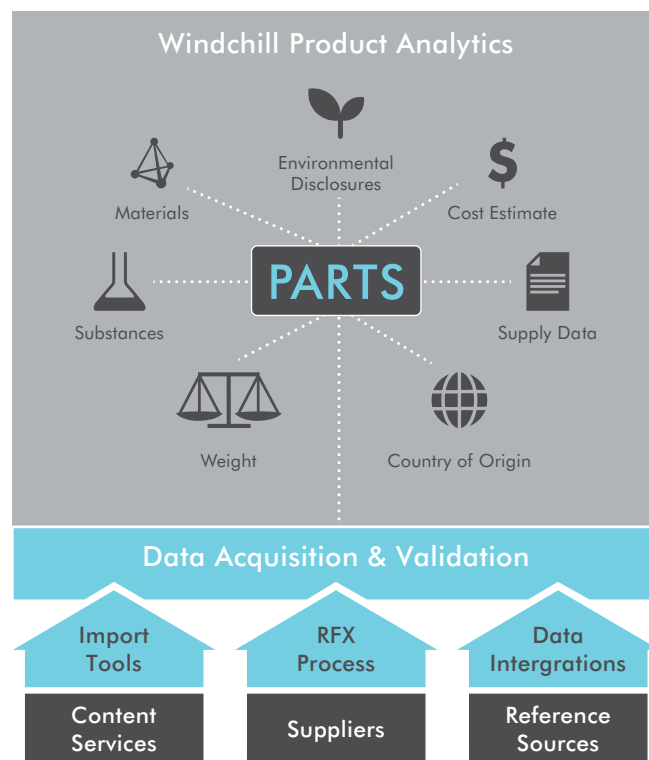 Windchill Product Analytics
Environmental
Disclosures
$
Materials
Cost Estimate
PARTS
Substances
Supply Data
Weight
Country of Origin
Data Acquisition & Validation
Import
Tools
RFX
Process
Data
Intergrations
Content
Services
Suppliers
Reference
Sources